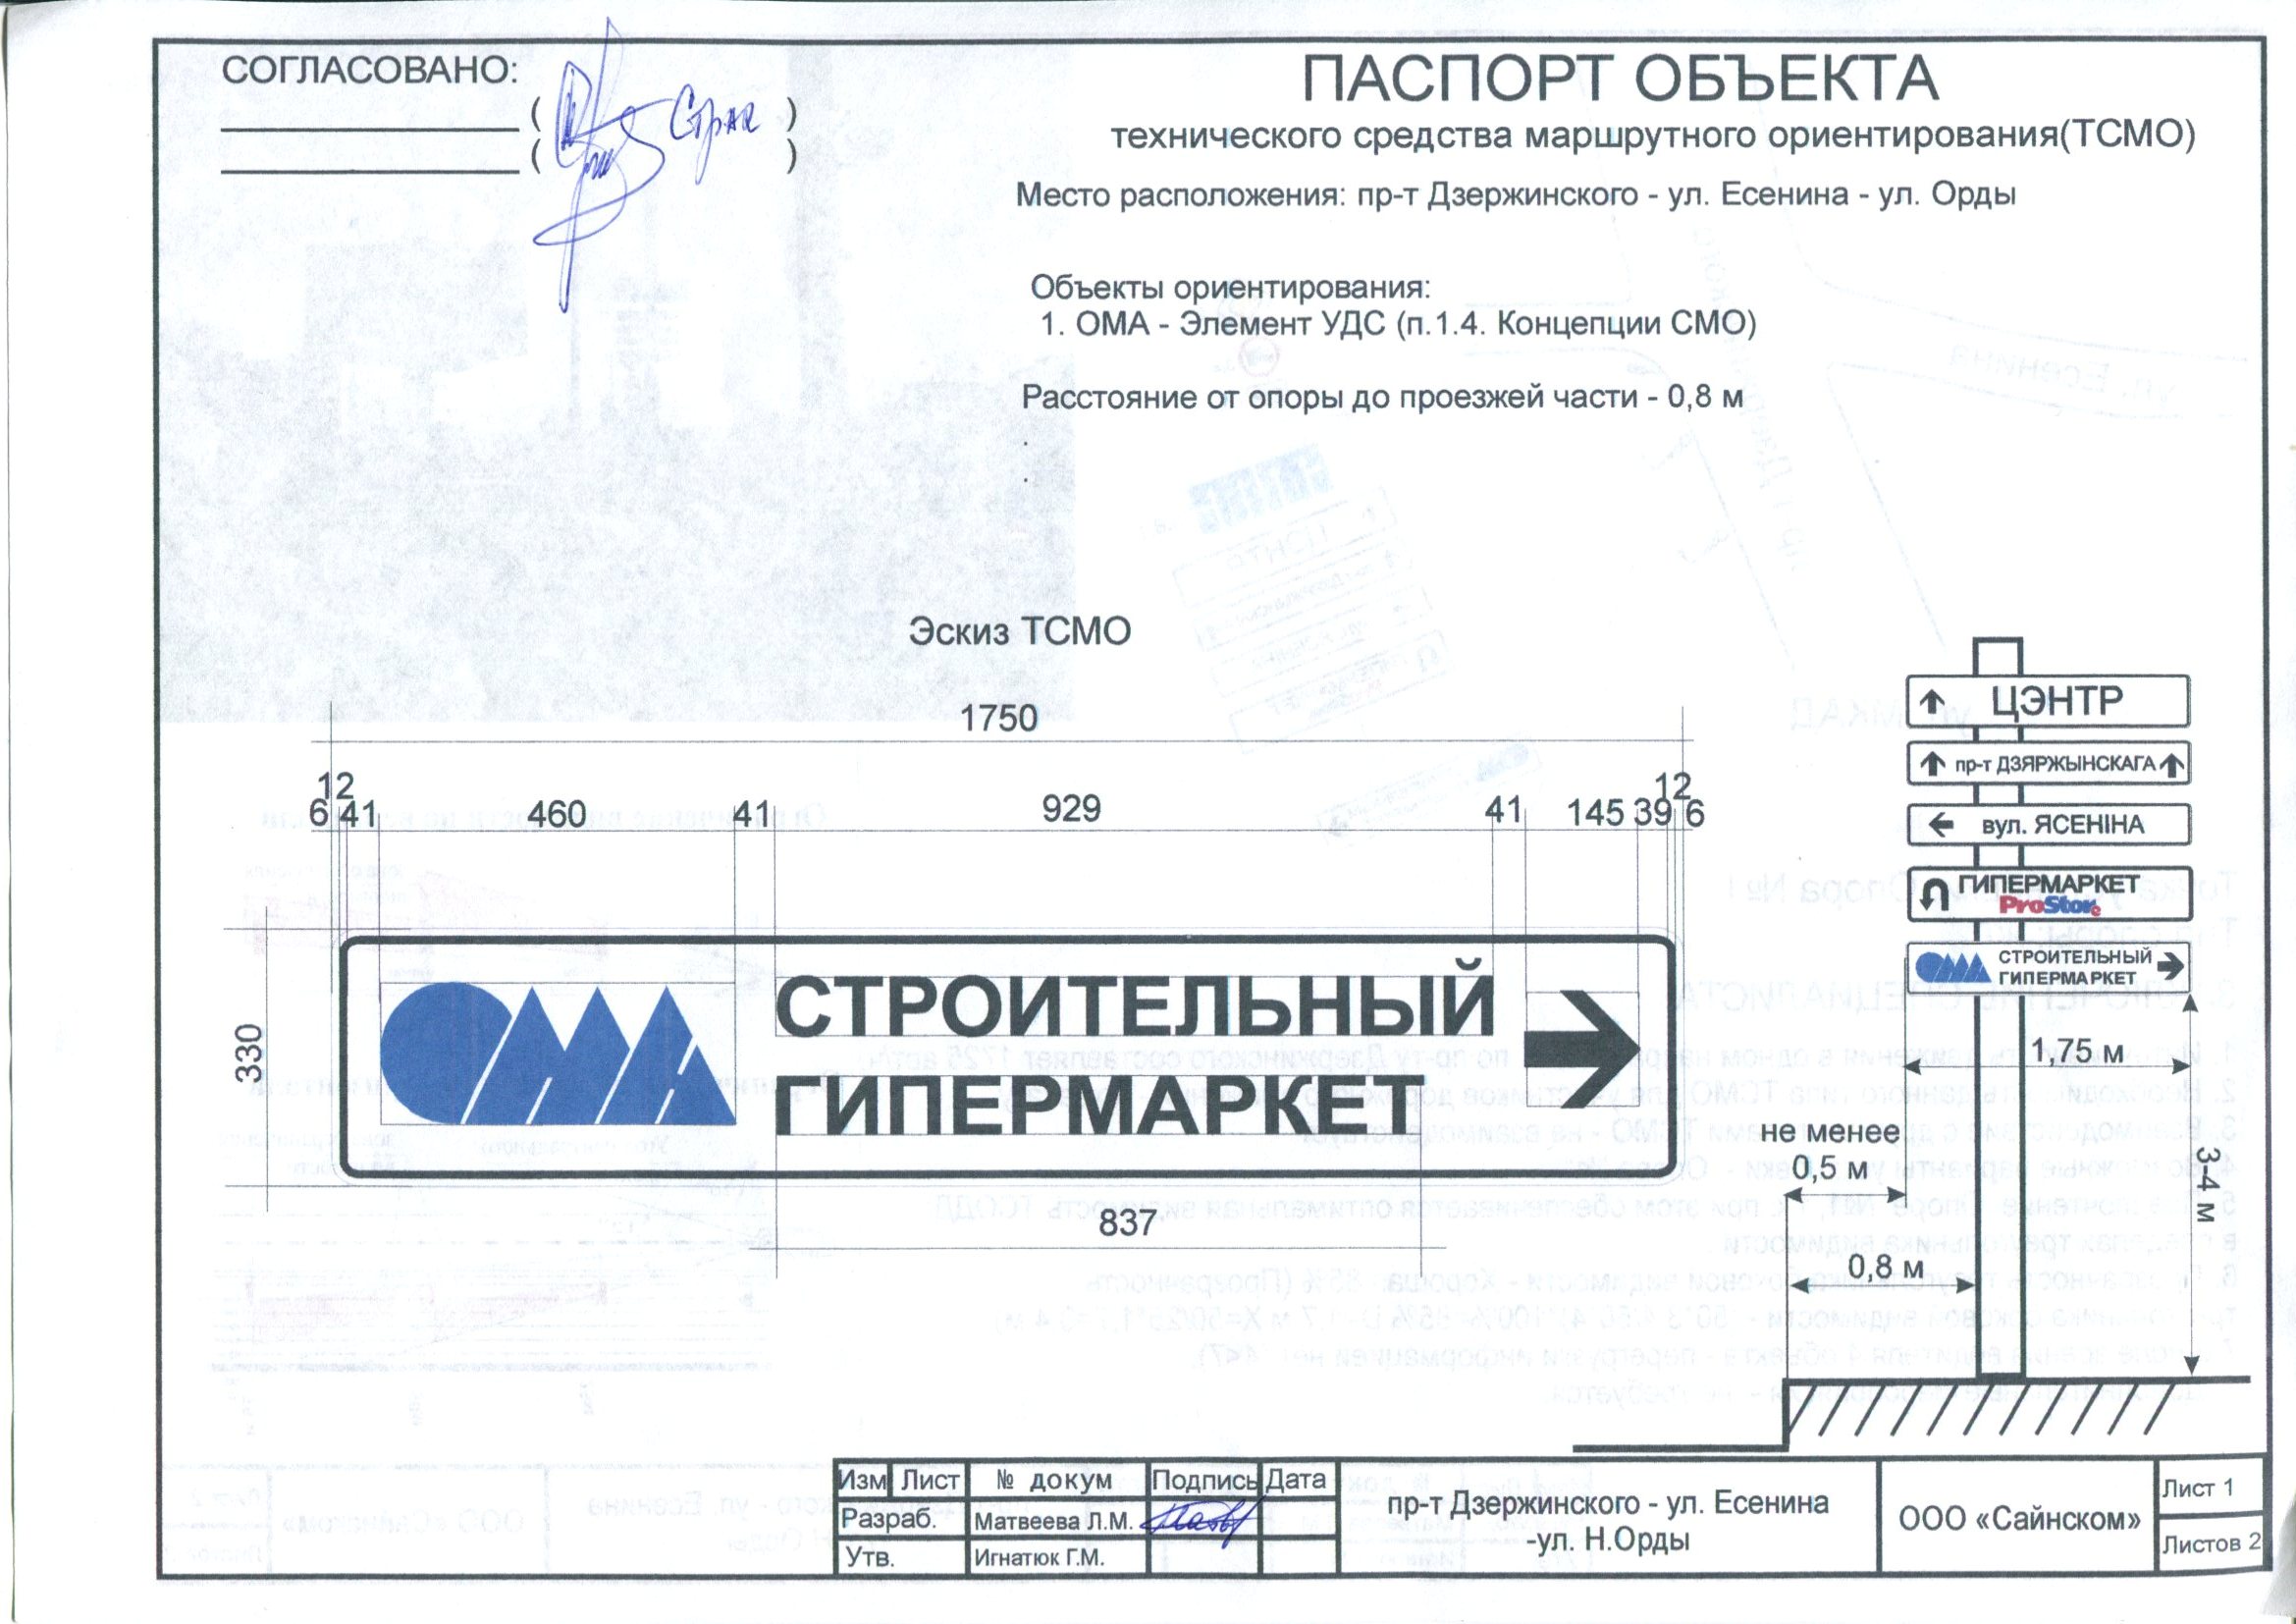 СОГЛАСОВАНО:
( Страс )
( )
ПАСПОРТ ОБЪЕКТА
технического средства маршрутного ориентирования(ТСМО)
Место расположения: пр-т Дзержинского - ул. Есенина - ул. Орды
Объекты ориентирования:
1. ОМА - Элемент УДС (п.1.4. Концепции СМО)
Расстояние от опоры до проезжей части - 0,8 м
Эскиз ТСМО
1750
12
6 41 460 41 929 41 145 39 12 6
330
ОМА
СТРОИТЕЛЬНЫЙ
ГИПЕРМАРКЕТ
837
ЦЭНТР
пр-т ДЗЯРЖЫНСКАГА
вул. ЯСЕНІНА
ГИПЕРМАРКЕТ
ProStore
ОМА СТРОИТЕЛЬНЫЙ
ГИПЕРМАРКЕТ
1,75 м
не менее
0,5 м
3-4 м
0,8 м
Изм Лист № докум Подпись Дата
Разраб. Матвеева Л.М.
Утв. Игнатюк Г.М.
пр-т Дзержинского - ул. Есенина
-ул. Н.Орды
ООО «Сайнском»
Лист 1
Листов 2